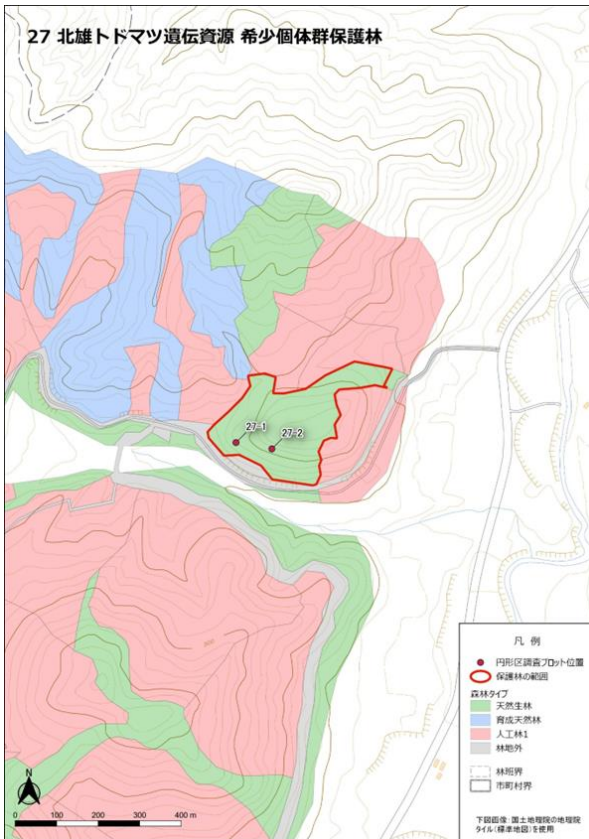 27 北雄トドマツ遺伝資源 希少個体群保護林
27-1
27-2
凡 例
円形区調査プロット位置
保護林の範囲
森林タイプ
天然生林
育成天然林
人工林1
林地外
林班界
市町村界
N
0 100 200 300 400 m
下図画像:国土地理院の地理院
タイル(標準地図)を使用